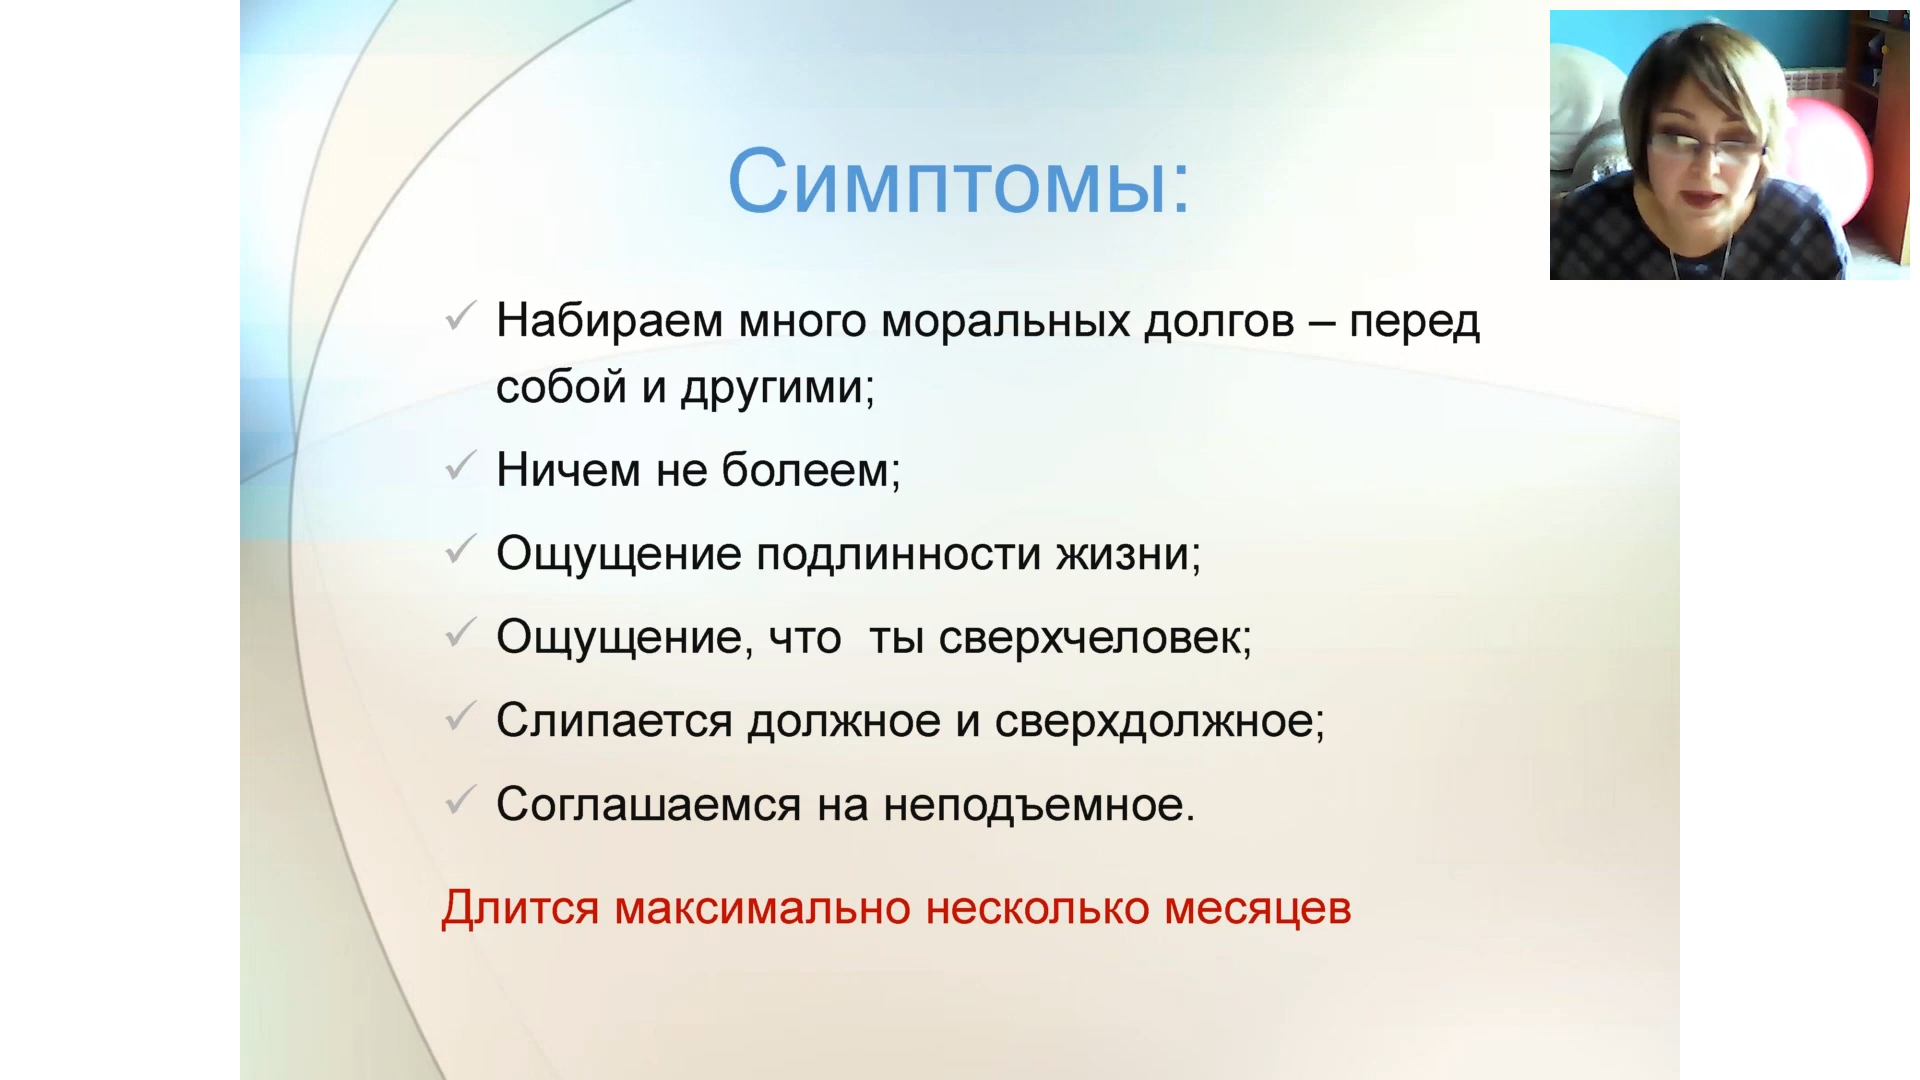 Симптомы:
Набираем много моральных долгов – перед
собой и другими;
Ничем не болеем;
Ощущение подлинности жизни;
Ощущение, что  ты сверхчеловек;
Слипается должное и сверхдолжное;
Соглашаемся на неподъемное.
Длится максимально несколько месяцев